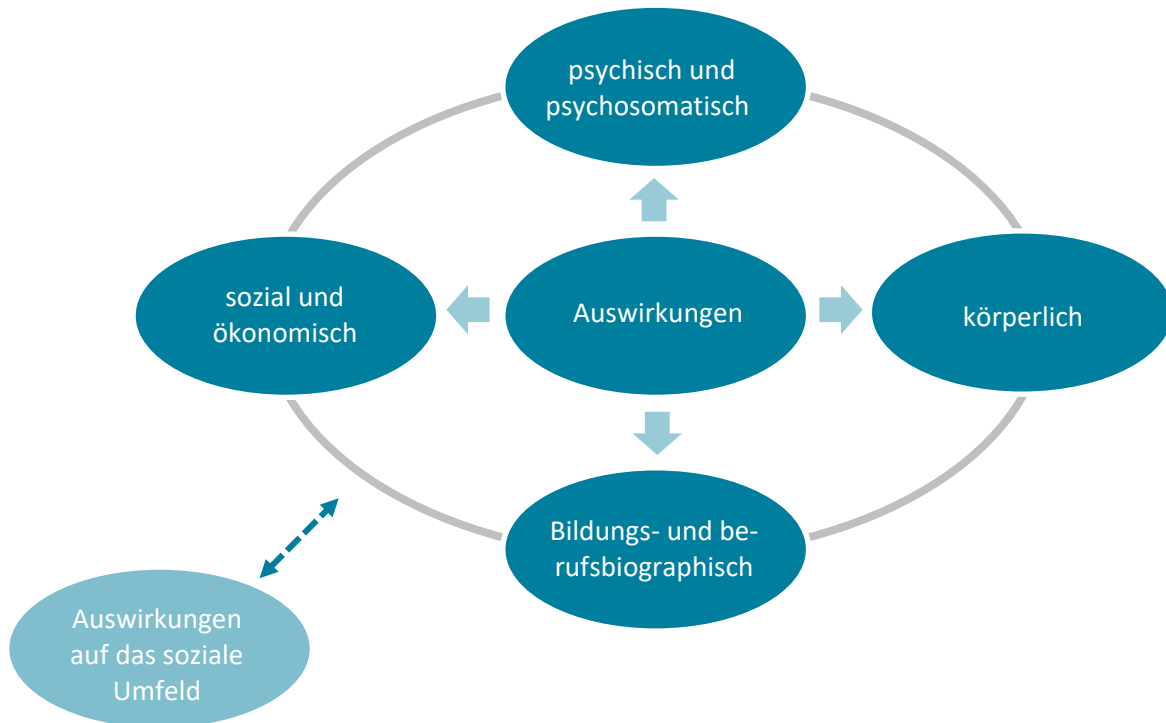 psychisch und
psychosomatisch
sozial und
ökonomisch
Auswirkungen
körperlich
Bildungs- und be-
rufsbiographisch
Auswirkungen
auf das soziale
Umfeld